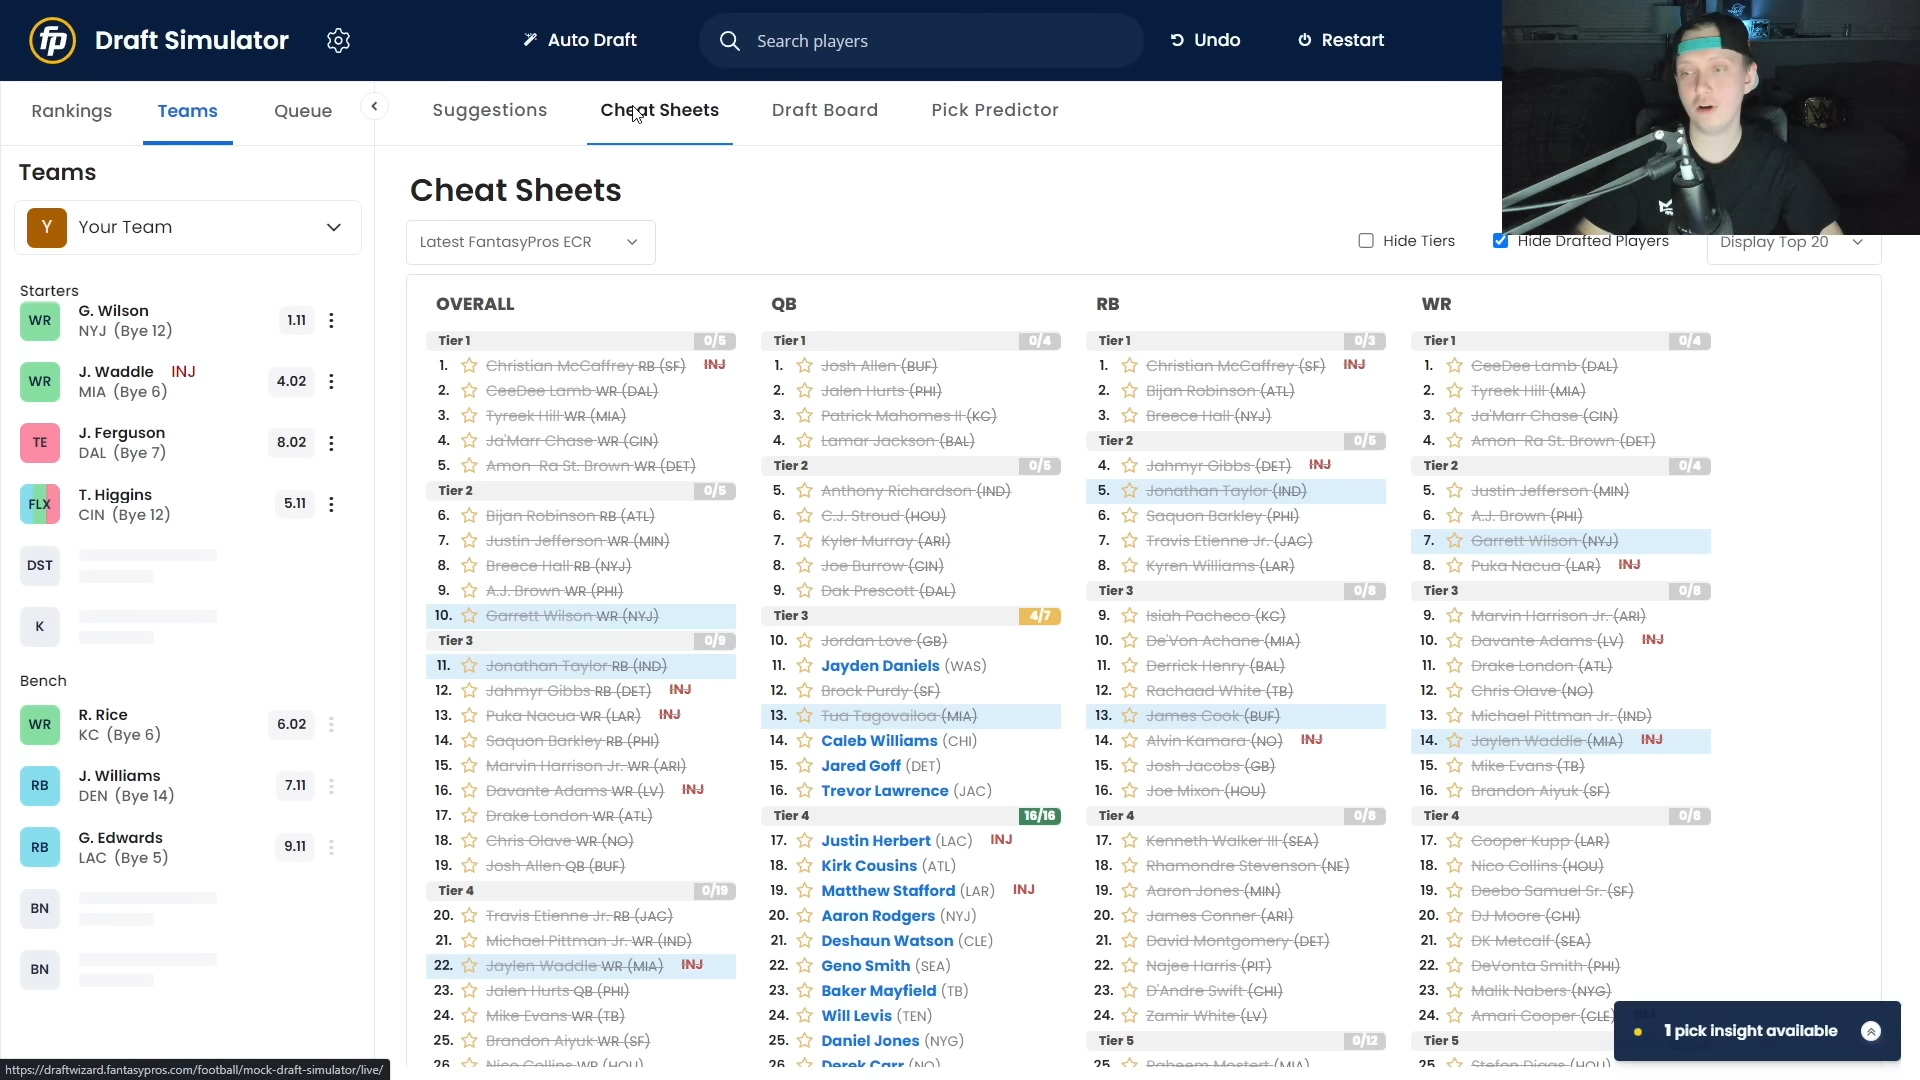 fp Draft Simulator
Auto Draft
Search players
Undo
Restart
Rankings
Teams
Queue
Suggestions
Cheat Sheets
Draft Board
Pick Predictor
Teams
Y Your Team
Starters
WR G. Wilson 1.11
NYJ (Bye 12)
WR J. Waddle INJ 4.02
MIA (Bye 6)
TE J. Ferguson 8.02
DAL (Bye 7)
FLX T. Higgins 5.11
CIN (Bye 12)
DST
K
Bench
WR R. Rice 6.02
KC (Bye 6)
RB J. Williams 7.11
DEN (Bye 14)
RB G. Edwards 9.11
LAC (Bye 5)
BN
BN
https://draftwizard.fantasypros.com/football/mock-draft-simulator/live/
Cheat Sheets
Latest FantasyPros ECR
Hide Tiers
Hide Drafted Players
Display Top 20
OVERALL
Tier 1 0/5
1. Christian McCaffrey RB (SF) INJ
2. CeeDee Lamb WR (DAL)
3. Tyreek Hill WR (MIA)
4. Ja'Marr Chase WR (CIN)
5. Amon-Ra St. Brown WR (DET)
Tier 2 0/5
6. Bijan Robinson RB (ATL)
7. Justin Jefferson WR (MIN)
8. Breece Hall RB (NYJ)
9. A.J. Brown WR (PHI)
10. Garrett Wilson WR (NYJ)
Tier 3 0/9
11. Jonathan Taylor RB (IND)
12. Jahmyr Gibbs RB (DET) INJ
13. Puka Nacua WR (LAR) INJ
14. Saquon Barkley RB (PHI)
15. Marvin Harrison Jr. WR (ARI)
16. Davante Adams WR (LV) INJ
17. Drake London WR (ATL)
18. Chris Olave WR (NO)
19. Josh Allen QB (BUF)
Tier 4 0/19
20. Travis Etienne Jr. RB (JAC)
21. Michael Pittman Jr. WR (IND)
22. Jaylen Waddle WR (MIA) INJ
23. Jalen Hurts QB (PHI)
24. Mike Evans WR (TB)
25. Brandon Aiyuk WR (SF)
26. Nico Collins WR (HOU)
QB
Tier 1 0/4
1. Josh Allen (BUF)
2. Jalen Hurts (PHI)
3. Patrick Mahomes II (KC)
4. Lamar Jackson (BAL)
Tier 2 0/5
5. Anthony Richardson (IND)
6. C.J. Stroud (HOU)
7. Kyler Murray (ARI)
8. Joe Burrow (CIN)
9. Dak Prescott (DAL)
Tier 3 4/7
10. Jordan Love (GB)
11. Jayden Daniels (WAS)
12. Brock Purdy (SF)
13. Tua Tagovailoa (MIA)
14. Caleb Williams (CHI)
15. Jared Goff (DET)
16. Trevor Lawrence (JAC)
Tier 4 16/16
17. Justin Herbert (LAC) INJ
18. Kirk Cousins (ATL)
19. Matthew Stafford (LAR) INJ
20. Aaron Rodgers (NYJ)
21. Deshaun Watson (CLE)
22. Geno Smith (SEA)
23. Baker Mayfield (TB)
24. Will Levis (TEN)
25. Daniel Jones (NYG)
26. Derek Carr (NO)
RB
Tier 1 0/3
1. Christian McCaffrey (SF) INJ
2. Bijan Robinson (ATL)
3. Breece Hall (NYJ)
Tier 2 0/5
4. Jahmyr Gibbs (DET) INJ
5. Jonathan Taylor (IND)
6. Saquon Barkley (PHI)
7. Travis Etienne Jr. (JAC)
8. Kyren Williams (LAR)
Tier 3 0/8
9. Isiah Pacheco (KC)
10. De'Von Achane (MIA)
11. Derrick Henry (BAL)
12. Rachaad White (TB)
13. James Cook (BUF)
14. Alvin Kamara (NO) INJ
15. Josh Jacobs (GB)
16. Joe Mixon (HOU)
Tier 4 0/8
17. Kenneth Walker III (SEA)
18. Rhamondre Stevenson (NE)
19. Aaron Jones (MIN)
20. James Conner (ARI)
21. David Montgomery (DET)
22. Najee Harris (PIT)
23. D'Andre Swift (CHI)
24. Zamir White (LV)
Tier 5 0/12
25. Raheem Mostert (MIA)
WR
Tier 1 0/4
1. CeeDee Lamb (DAL)
2. Tyreek Hill (MIA)
3. Ja'Marr Chase (CIN)
4. Amon-Ra St. Brown (DET)
Tier 2 0/4
5. Justin Jefferson (MIN)
6. A.J. Brown (PHI)
7. Garrett Wilson (NYJ)
8. Puka Nacua (LAR) INJ
Tier 3 0/8
9. Marvin Harrison Jr. (ARI)
10. Davante Adams (LV) INJ
11. Drake London (ATL)
12. Chris Olave (NO)
13. Michael Pittman Jr. (IND)
14. Jaylen Waddle (MIA) INJ
15. Mike Evans (TB)
16. Brandon Aiyuk (SF)
Tier 4 0/8
17. Cooper Kupp (LAR)
18. Nico Collins (HOU)
19. Deebo Samuel Sr. (SF)
20. DJ Moore (CHI)
21. DK Metcalf (SEA)
22. DeVonta Smith (PHI)
23. Malik Nabers (NYG)
24. Amari Cooper (CLE)
Tier 5
25. Stefon Diggs (HOU)
1 pick insight available